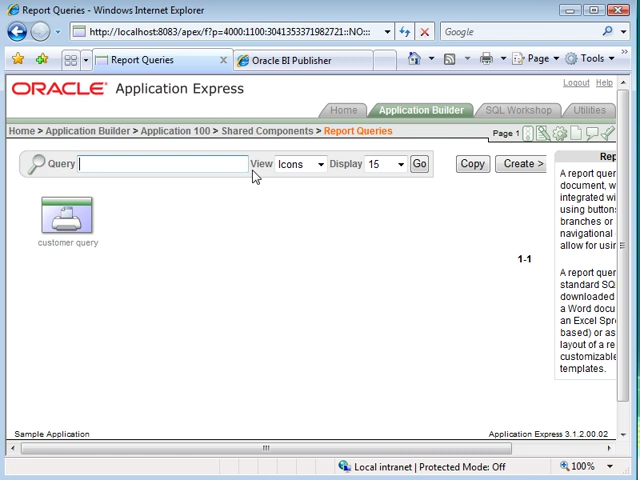 Report Queries - Windows Internet Explorer
http://localhost:8083/apex/f?p=4000:1100:3041353371982721::NO:::
Google
Report Queries
Oracle BI Publisher
Page
Tools
Logout Help
ORACLE Application Express
Home Application Builder SQL Workshop Utilities
Home > Application Builder > Application 100 > Shared Components > Report Queries
Page 1
Query View Icons Display 15 Go Copy Create >
customer query
1-1
Rep
A report quer
document, w
integrated wi
using button
branches or
navigational
allow for usin
A report quer
standard SQ
downloaded
a Word docu
an Excel Spre
based) or as
layout of a re
customizable
templates.
Sample Application
Application Express 3.1.2.00.02
Local intranet | Protected Mode: Off
100%